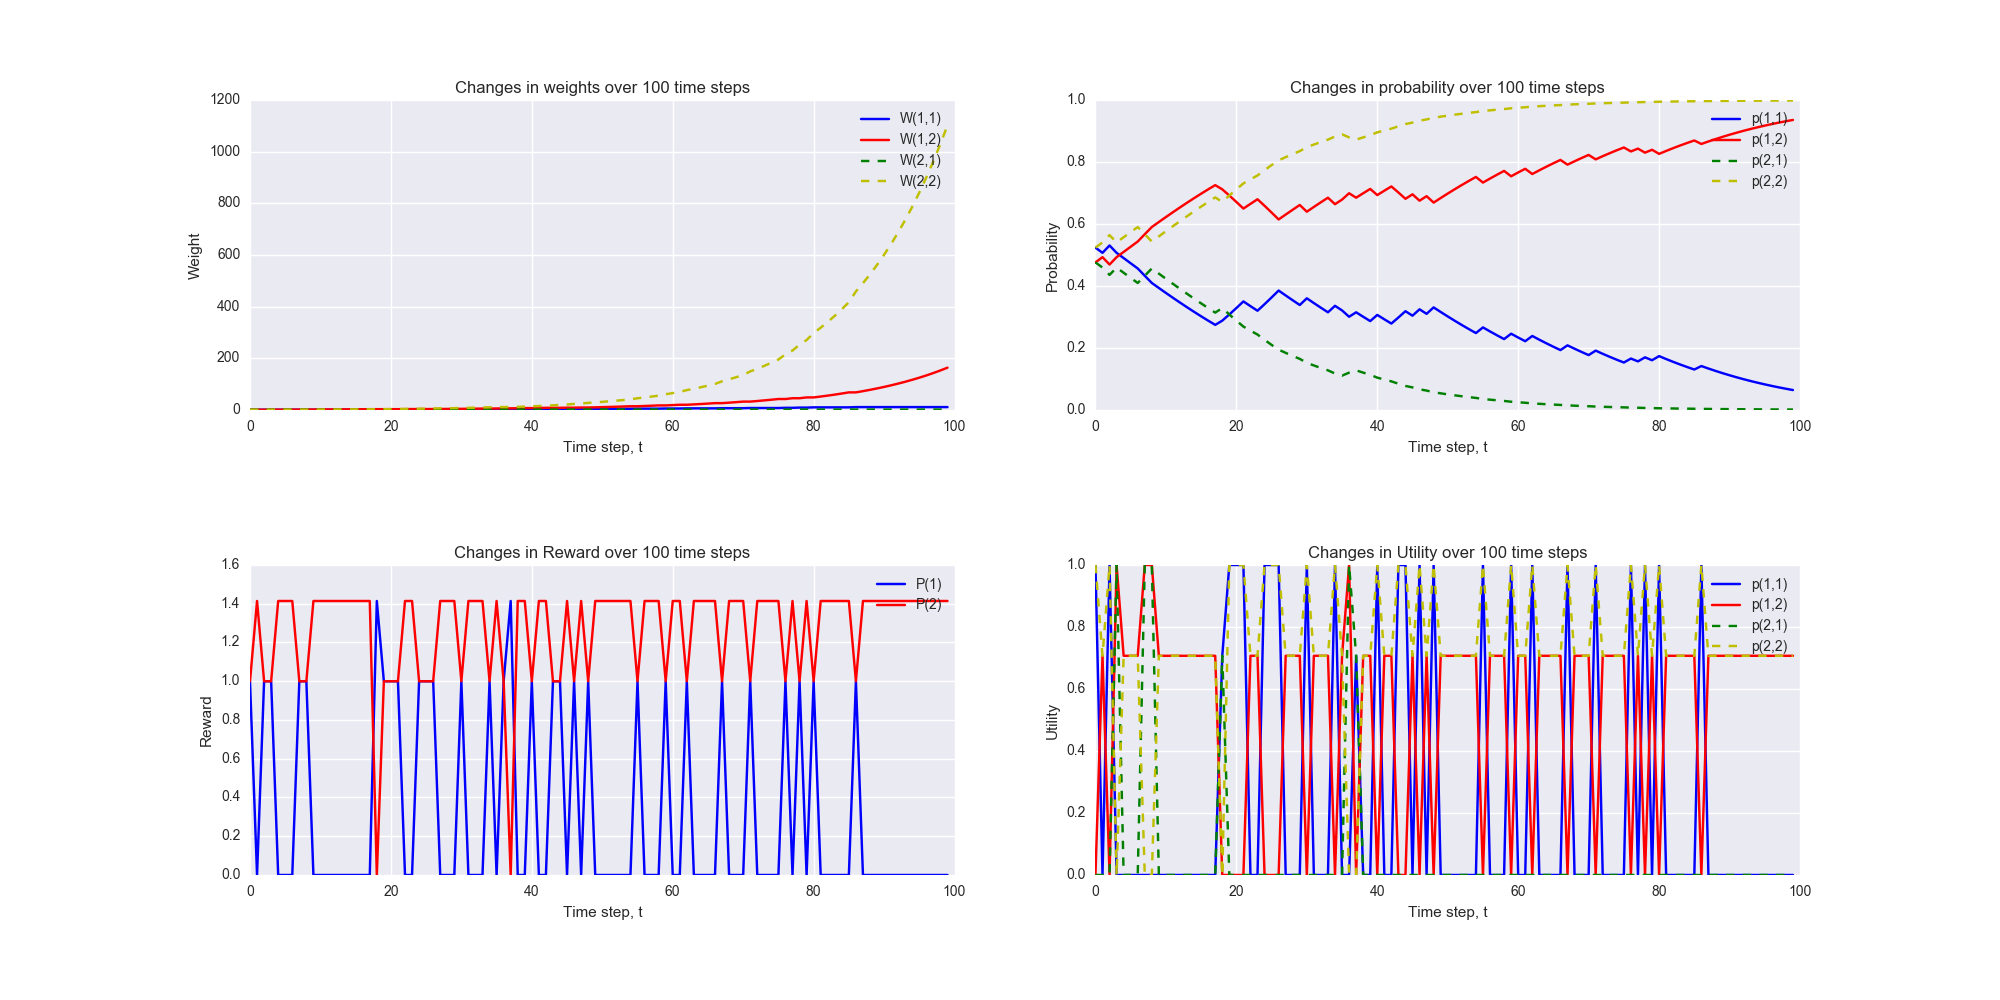 Changes in weights over 100 time steps
1200
1000
800
600
400
200
0
Weight
0 20 40 60 80 100
Time step, t
W(1,1)
W(1,2)
W(2,1)
W(2,2)
Changes in probability over 100 time steps
1.0
0.8
0.6
0.4
0.2
0.0
Probability
0 20 40 60 80 100
Time step, t
p(1,1)
p(1,2)
p(2,1)
p(2,2)
Changes in Reward over 100 time steps
1.6
1.4
1.2
1.0
0.8
0.6
0.4
0.2
0.0
Reward
0 20 40 60 80 100
Time step, t
P(1)
P(2)
Changes in Utility over 100 time steps
1.0
0.8
0.6
0.4
0.2
0.0
Utility
0 20 40 60 80 100
Time step, t
p(1,1)
p(1,2)
p(2,1)
p(2,2)